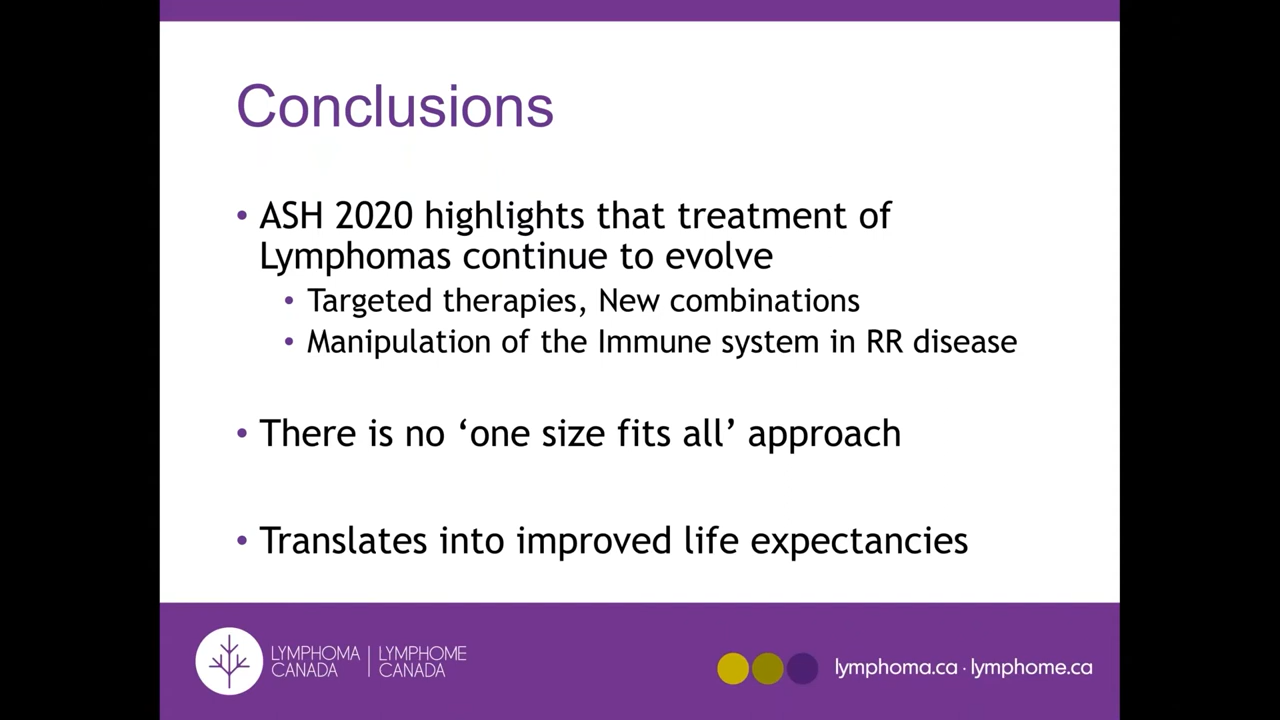 Conclusions
• ASH 2020 highlights that treatment of
Lymphomas continue to evolve
• Targeted therapies, New combinations
• Manipulation of the Immune system in RR disease
• There is no ‘one size fits all’ approach
• Translates into improved life expectancies
LYMPHOMA | LYMPHOME
CANADA | CANADA
lymphoma.ca · lymphome.ca